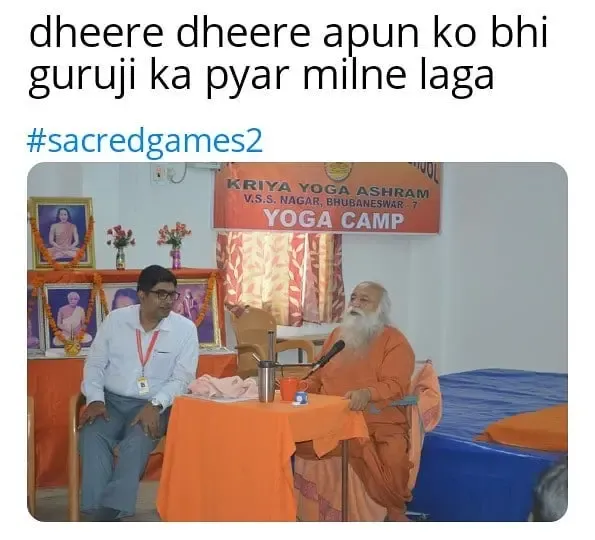 dheere dheere apun ko bhi
guruji ka pyar milne laga
#sacredgames2
KRIYA YOGA ASHRAM
V.S.S. NAGAR, BHUBANESWAR - 7
YOGA CAMP